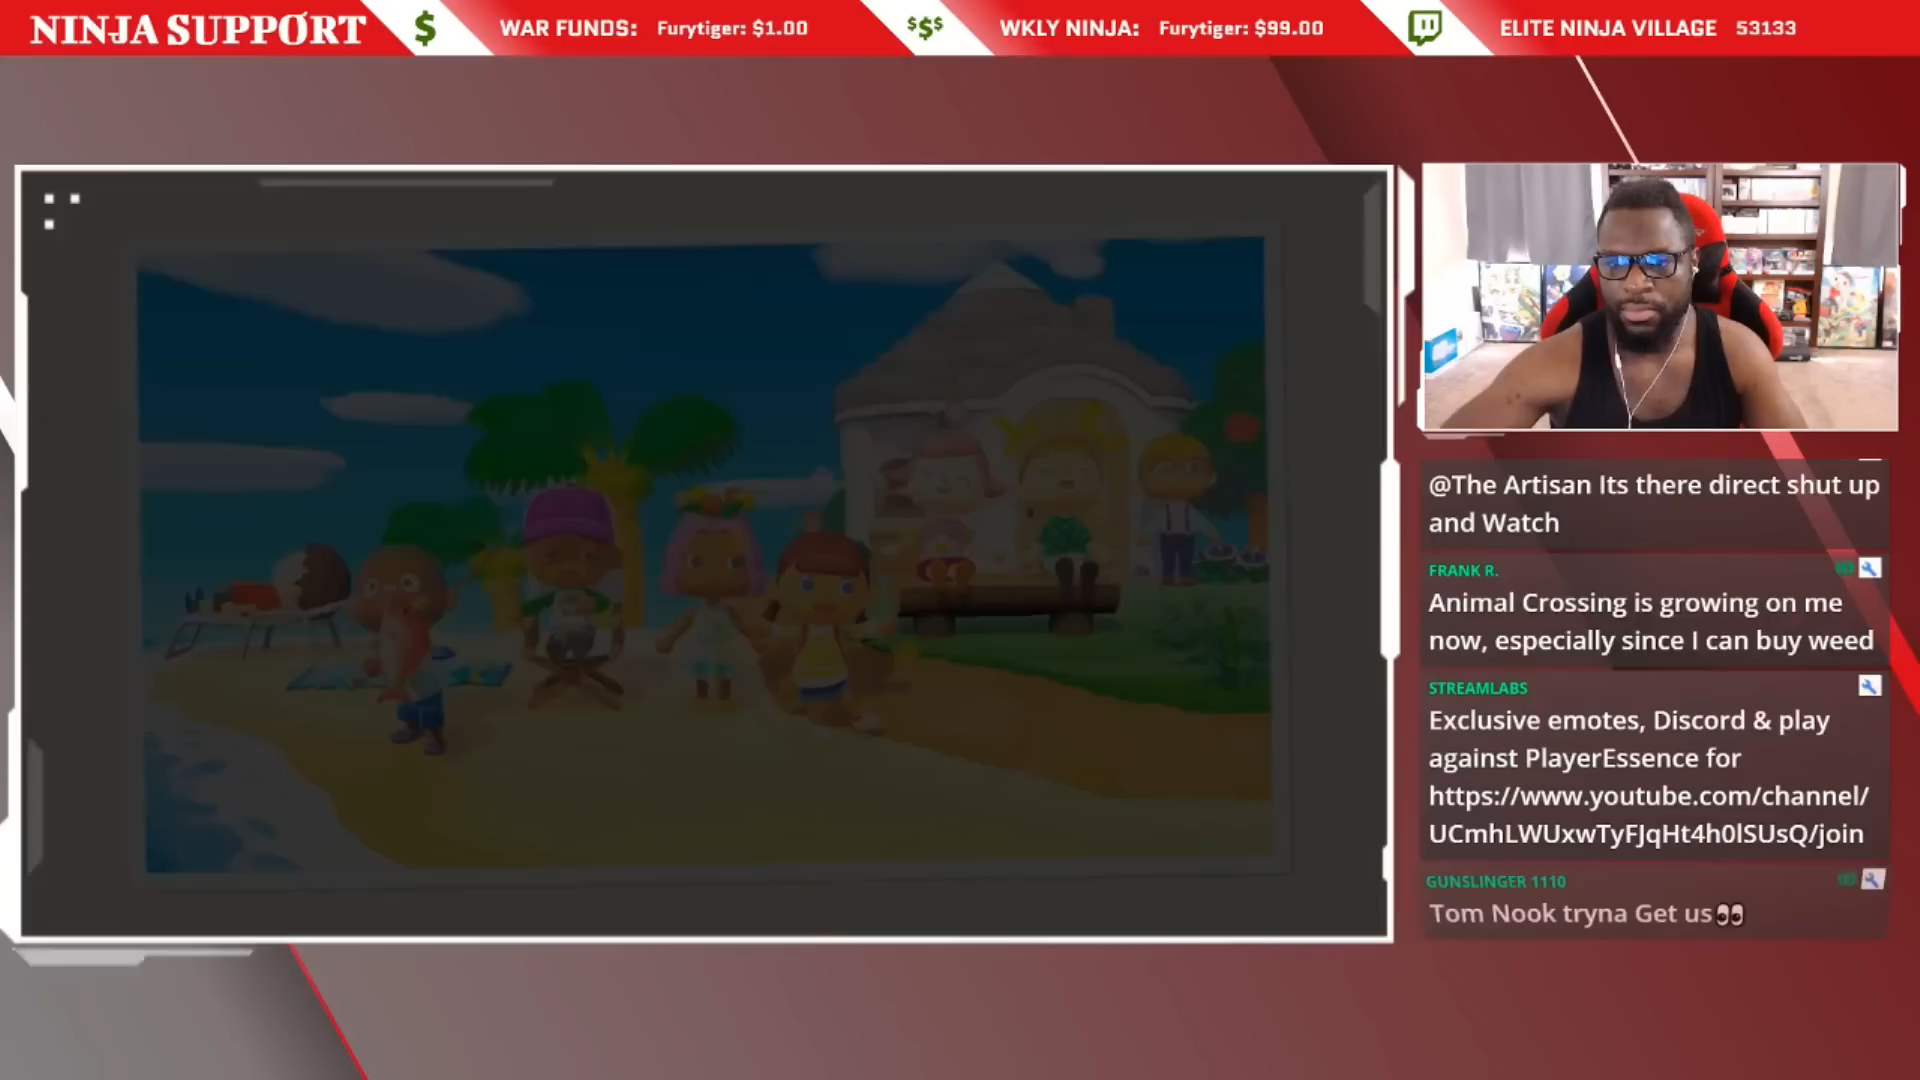 NINJA SUPPORT
$
WAR FUNDS: Furytiger: $1.00
$$$
WKLY NINJA: Furytiger: $99.00
ELITE NINJA VILLAGE 53133
@The Artisan Its there direct shut up
and Watch
FRANK R.
Animal Crossing is growing on me
now, especially since I can buy weed
STREAMLABS
Exclusive emotes, Discord & play
against PlayerEssence for
https://www.youtube.com/channel/
UCmhLWUxwTyFJqHt4h0lSUsQ/join
GUNSLINGER 1110
Tom Nook tryna Get us👀